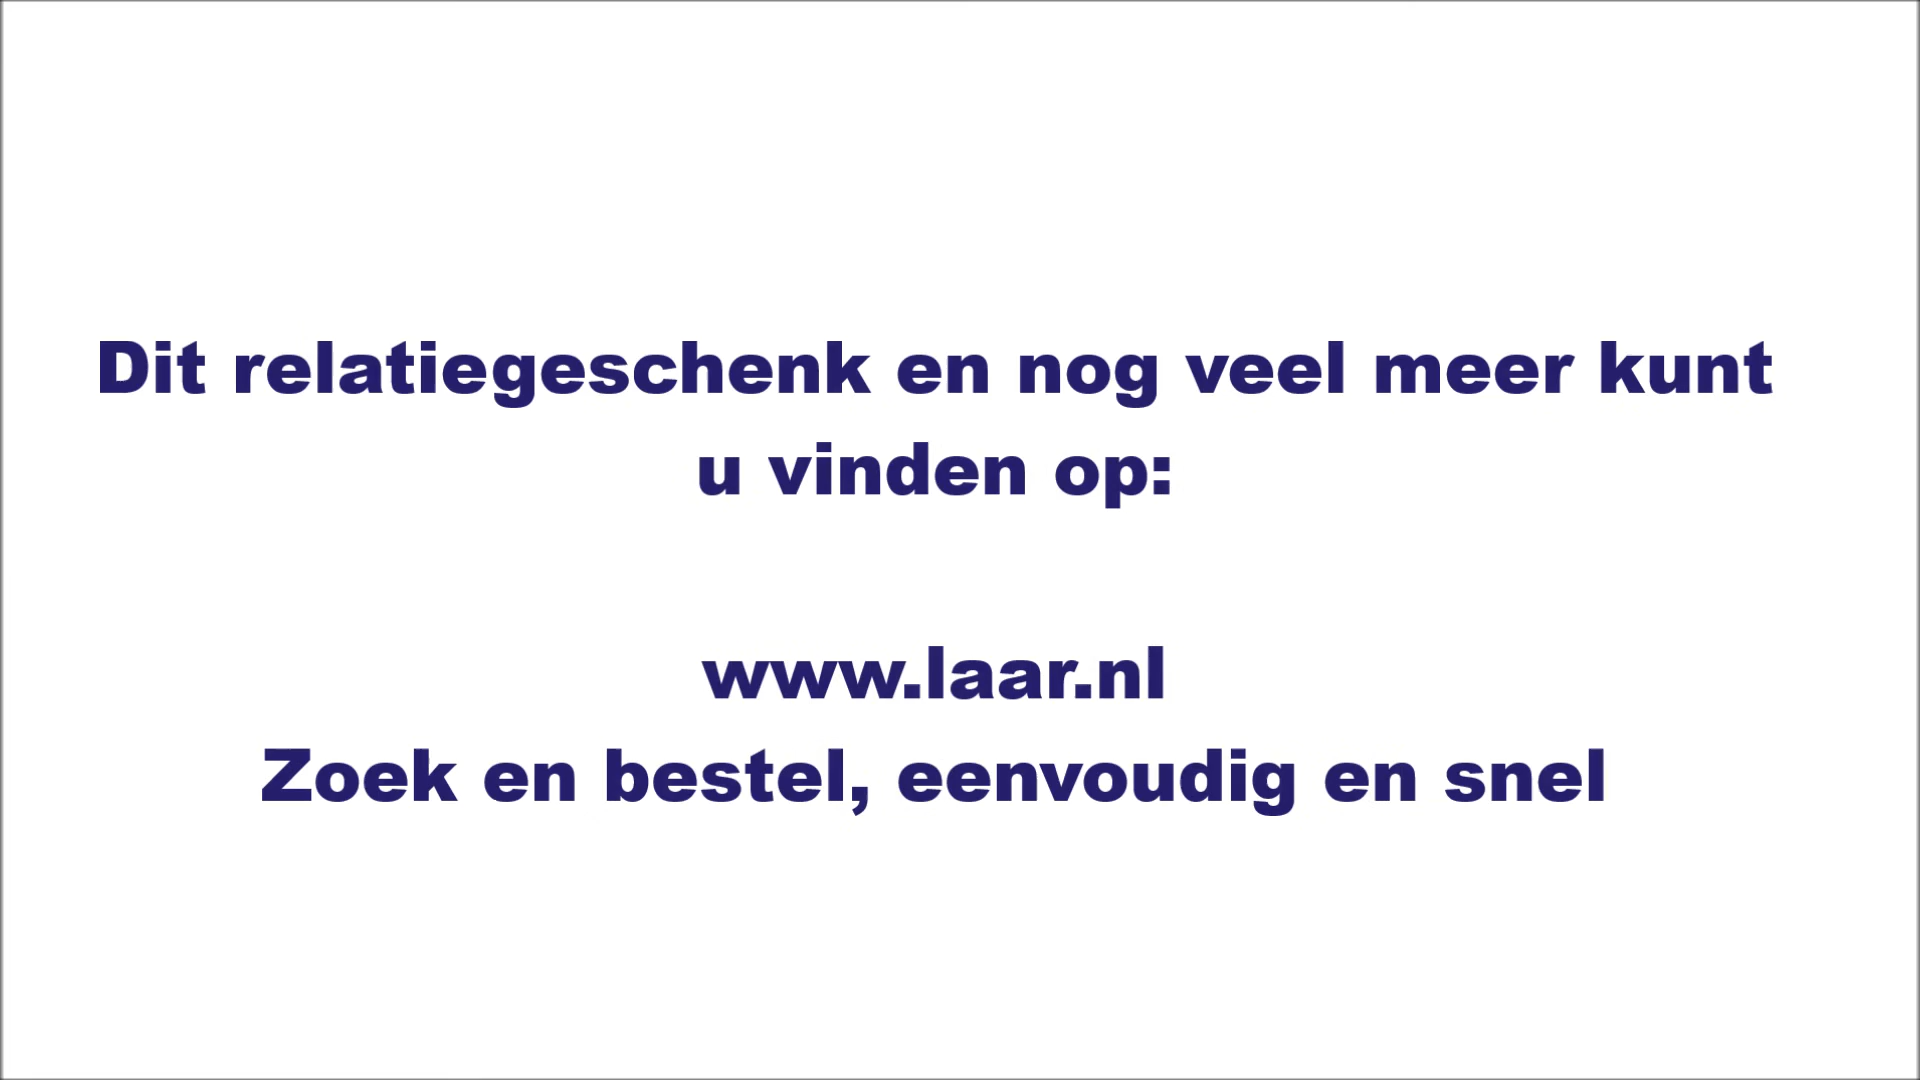 Dit relatiegeschenk en nog veel meer kunt
u vinden op:
www.laar.nl
Zoek en bestel, eenvoudig en snel